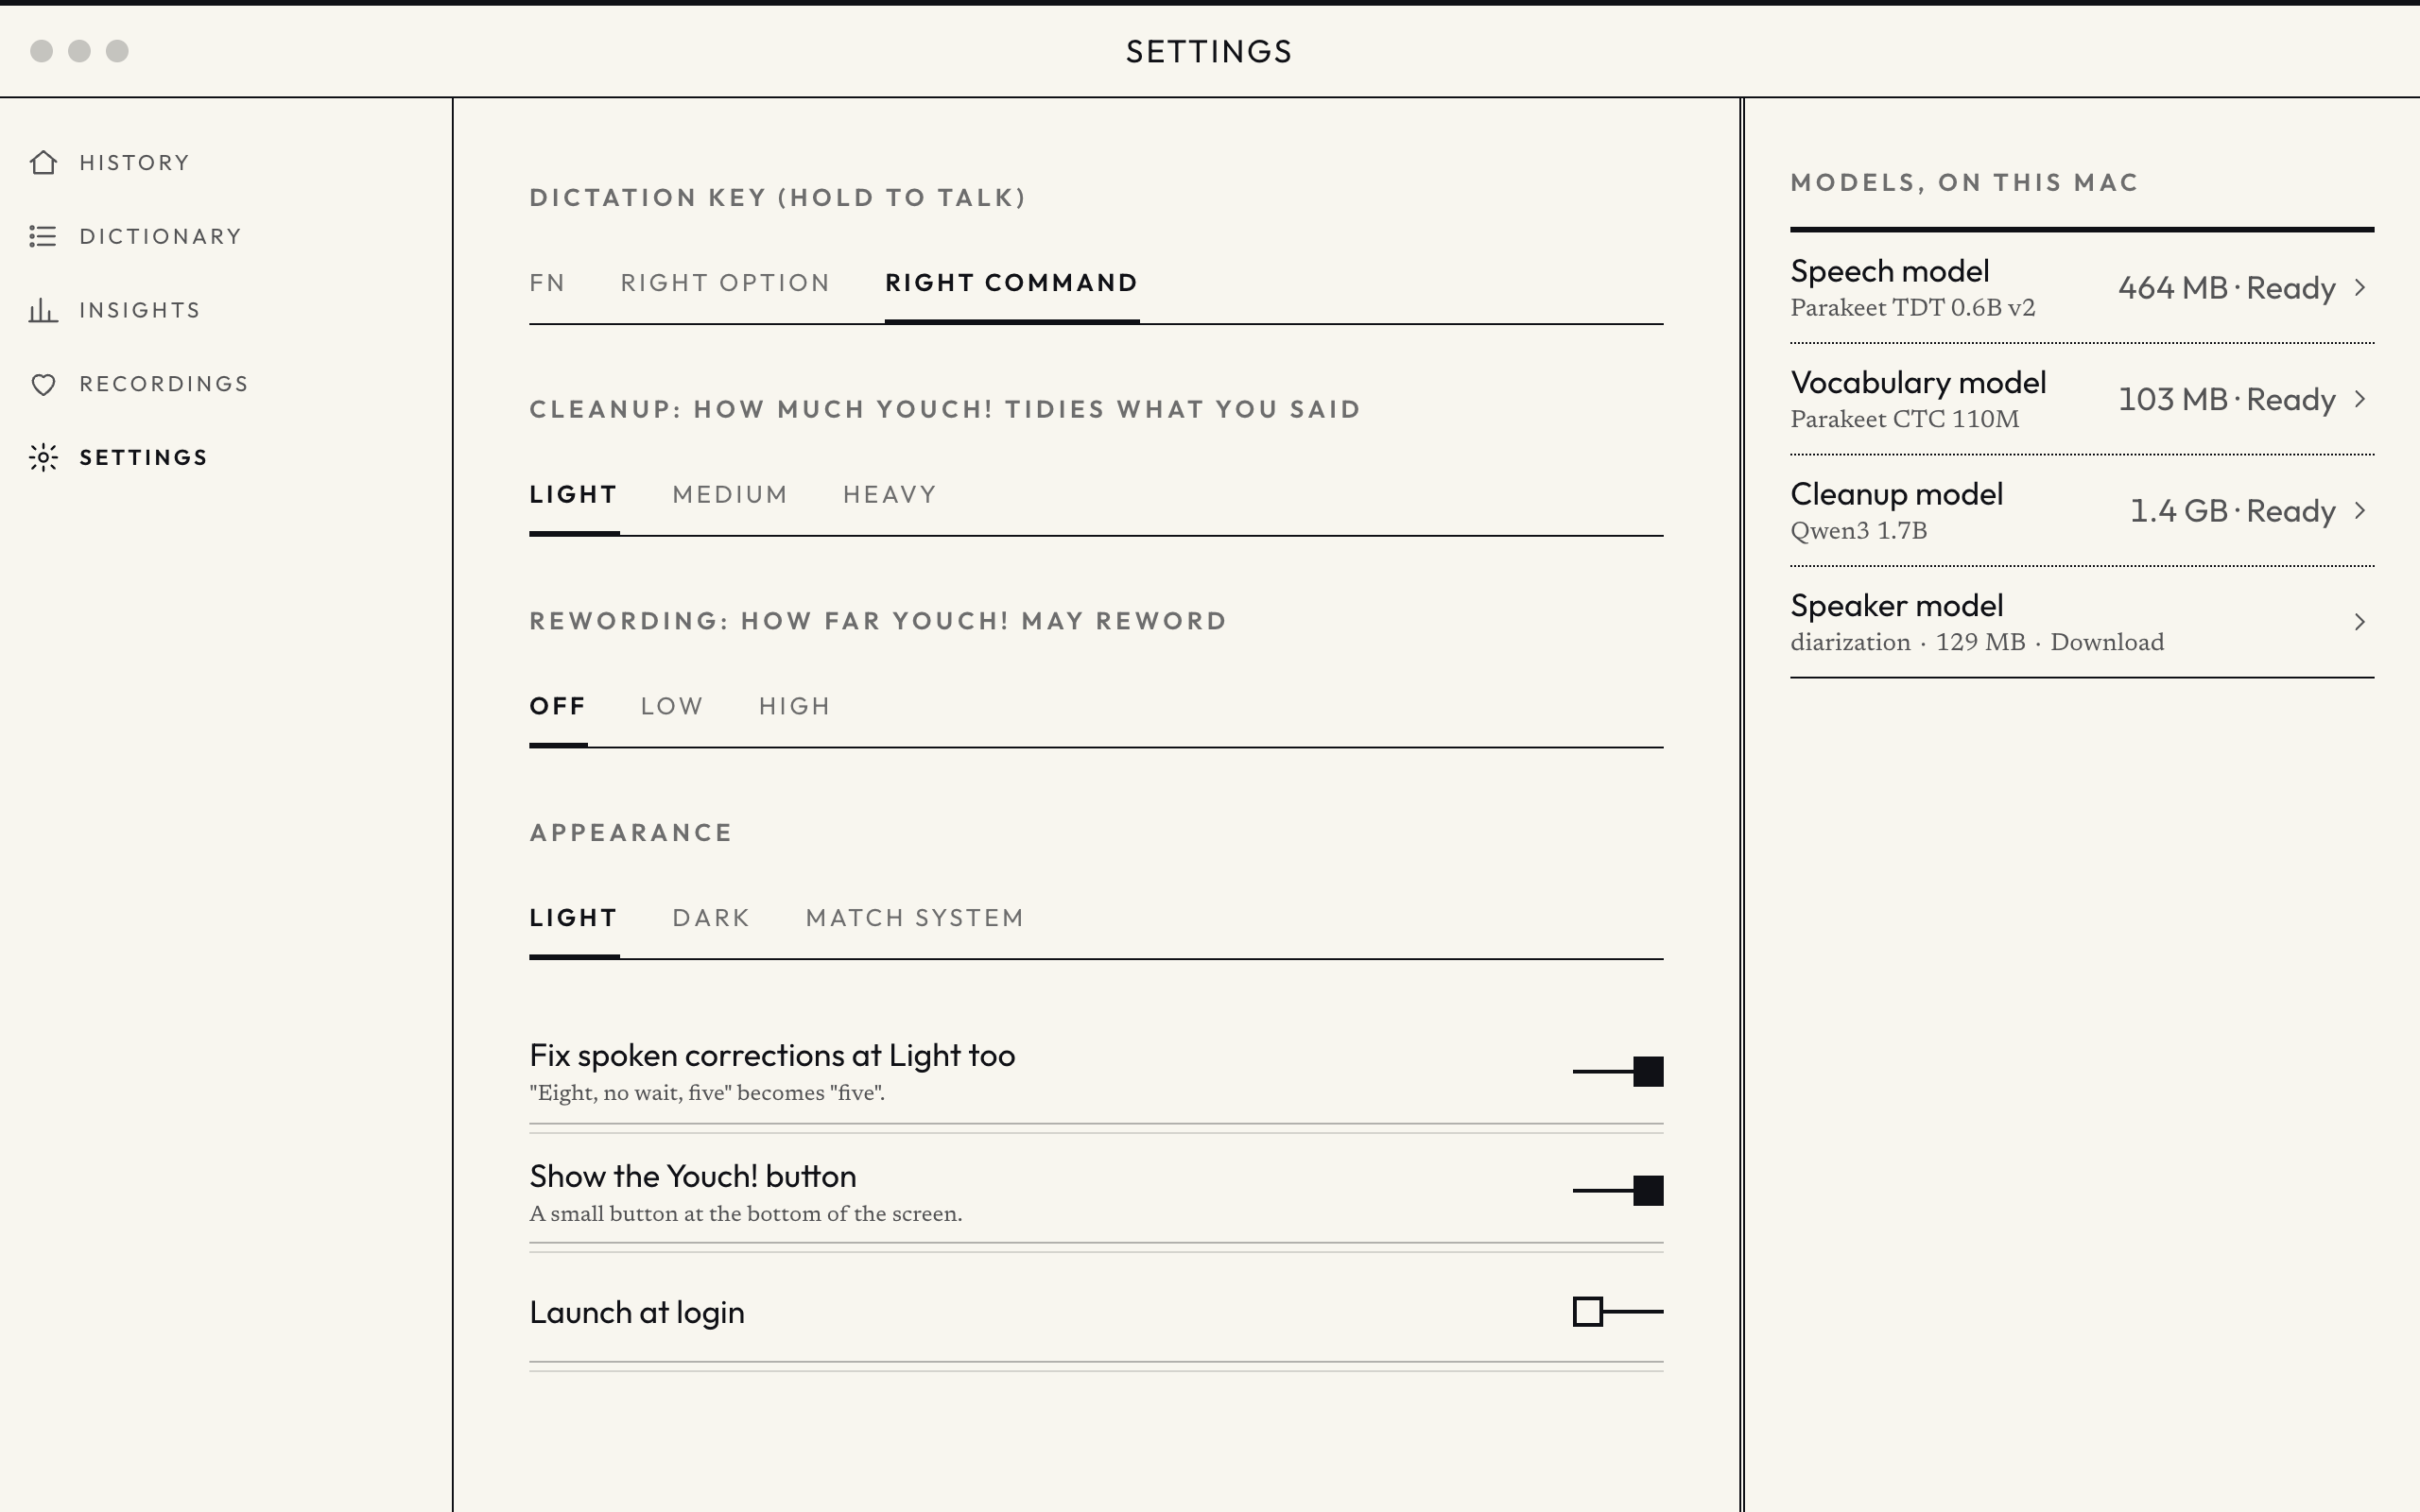 SETTINGS
HISTORY
DICTIONARY
INSIGHTS
RECORDINGS
SETTINGS
DICTATION KEY (HOLD TO TALK)
FN RIGHT OPTION RIGHT COMMAND
CLEANUP: HOW MUCH YOUCH! TIDIES WHAT YOU SAID
LIGHT MEDIUM HEAVY
REWORDING: HOW FAR YOUCH! MAY REWORD
OFF LOW HIGH
APPEARANCE
LIGHT DARK MATCH SYSTEM
Fix spoken corrections at Light too
"Eight, no wait, five" becomes "five".
Show the Youch! button
A small button at the bottom of the screen.
Launch at login
MODELS, ON THIS MAC
Speech model
Parakeet TDT 0.6B v2
464 MB · Ready
Vocabulary model
Parakeet CTC 110M
103 MB · Ready
Cleanup model
Qwen3 1.7B
1.4 GB · Ready
Speaker model
diarization · 129 MB · Download